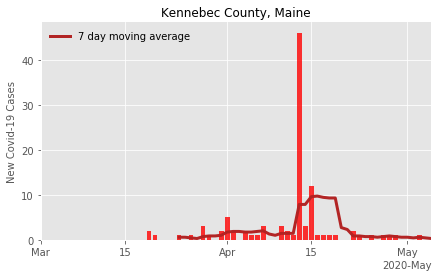 Kennebec County, Maine
7 day moving average
New Covid-19 Cases
40
30
20
10
0
Mar
15
Apr
15
May
2020-May